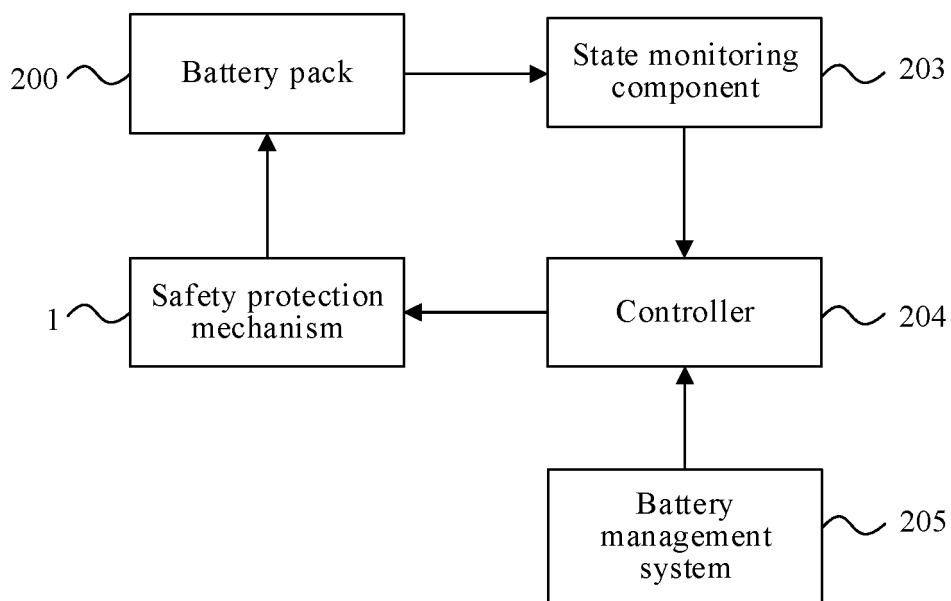 200
Battery pack
State monitoring
component
203
1
Safety protection
mechanism
Controller
204
Battery
management
system
205